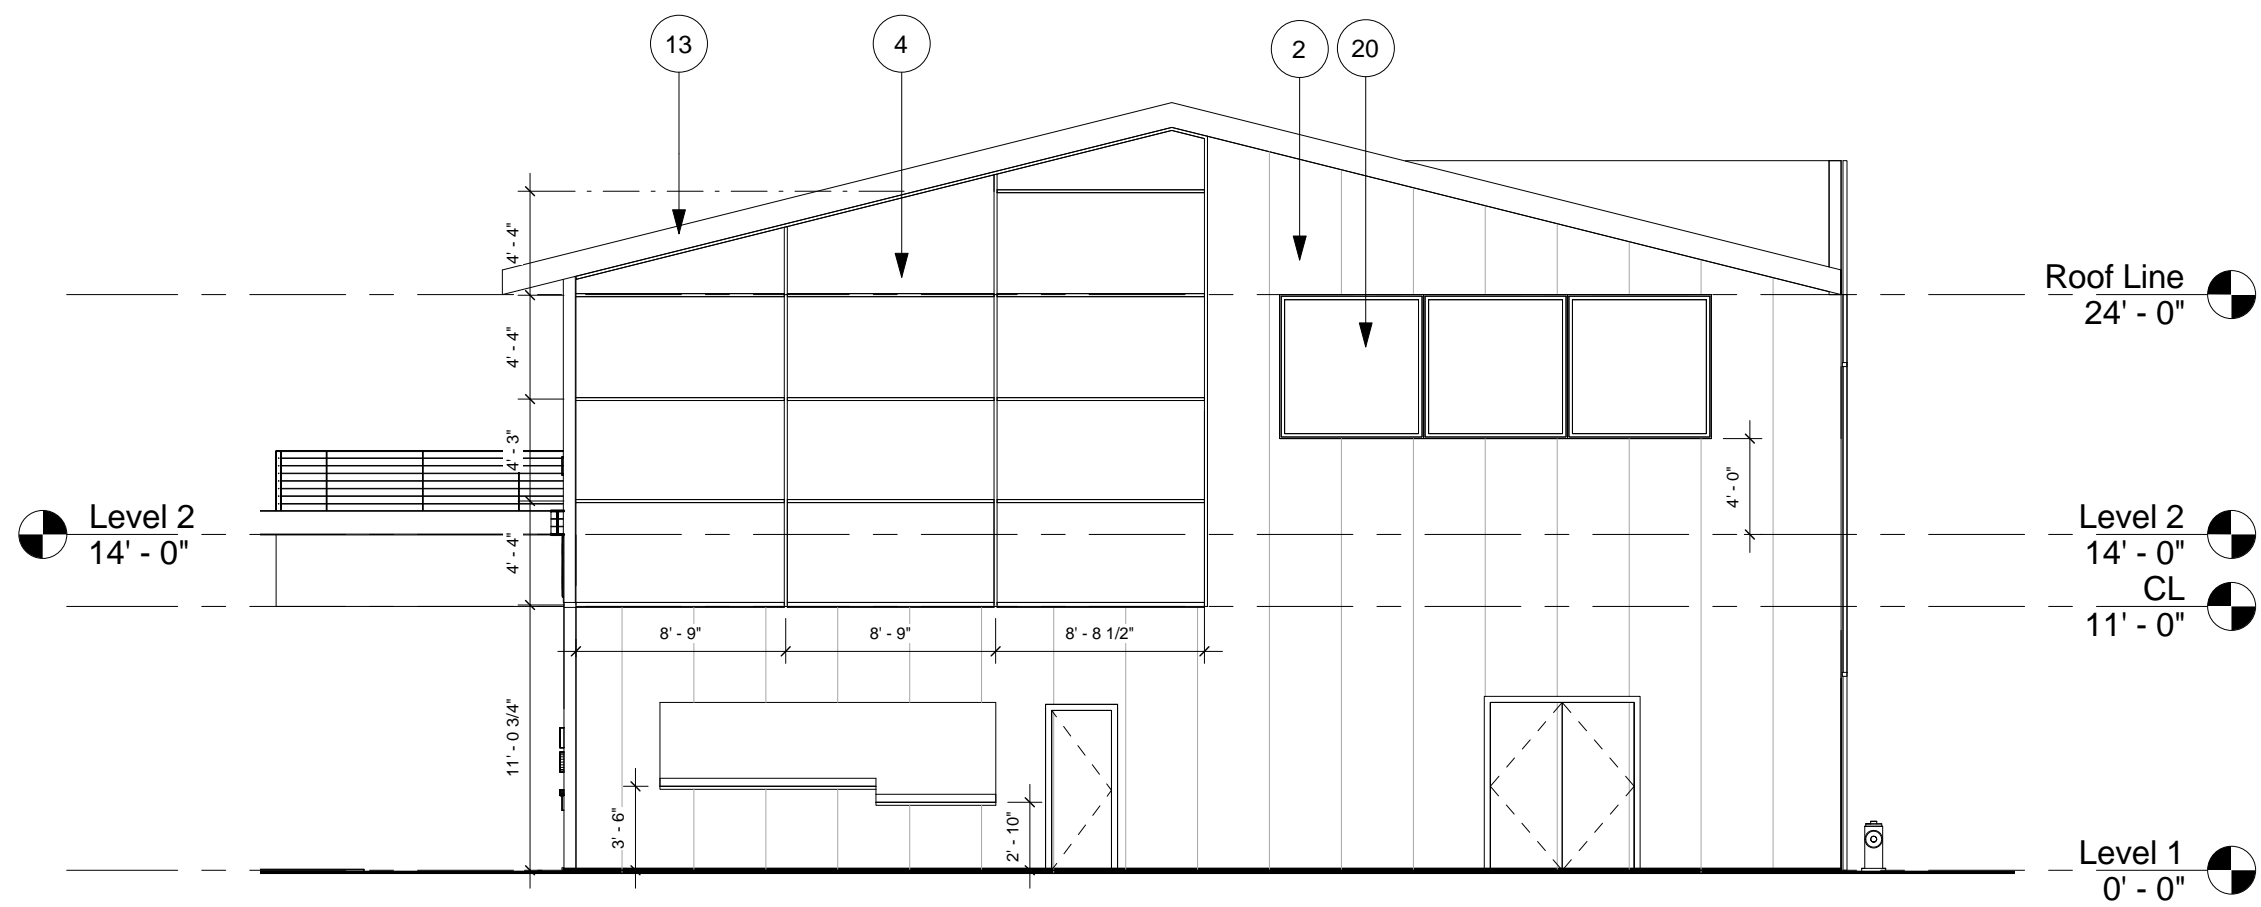 13
4
2
20
4' - 4"
Roof Line
24' - 0"
4' - 4"
4' - 3"
4' - 0"
Level 2
14' - 0"
Level 2
14' - 0"
4' - 4"
CL
11' - 0"
8' - 9"
8' - 9"
8' - 8 1/2"
11' - 0 3/4"
3' - 6"
2' - 10"
Level 1
0' - 0"